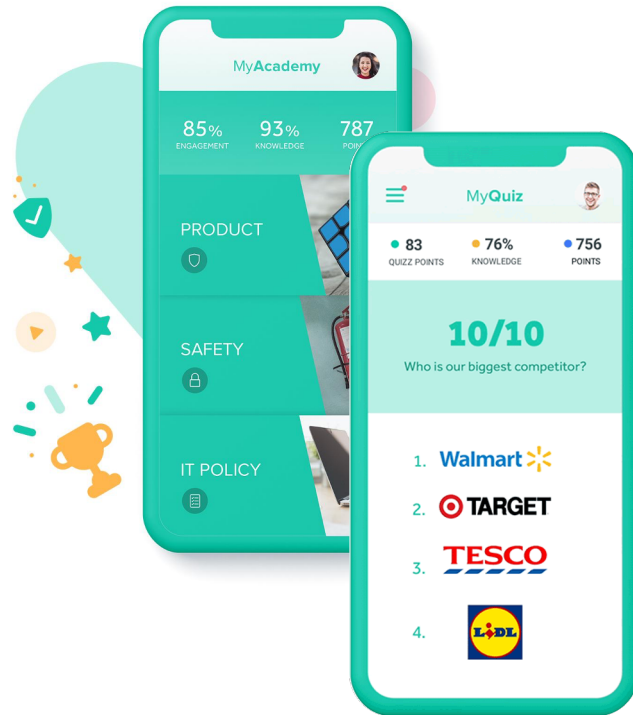 MyAcademy
85% 93% 787
ENGAGEMENT KNOWLEDGE
PRODUCT
SAFETY
IT POLICY
MyQuiz
83 76% 756
QUIZZ POINTS KNOWLEDGE POINTS
10/10
Who is our biggest competitor?
1. Walmart
2. TARGET
3. TESCO
4. LIDL